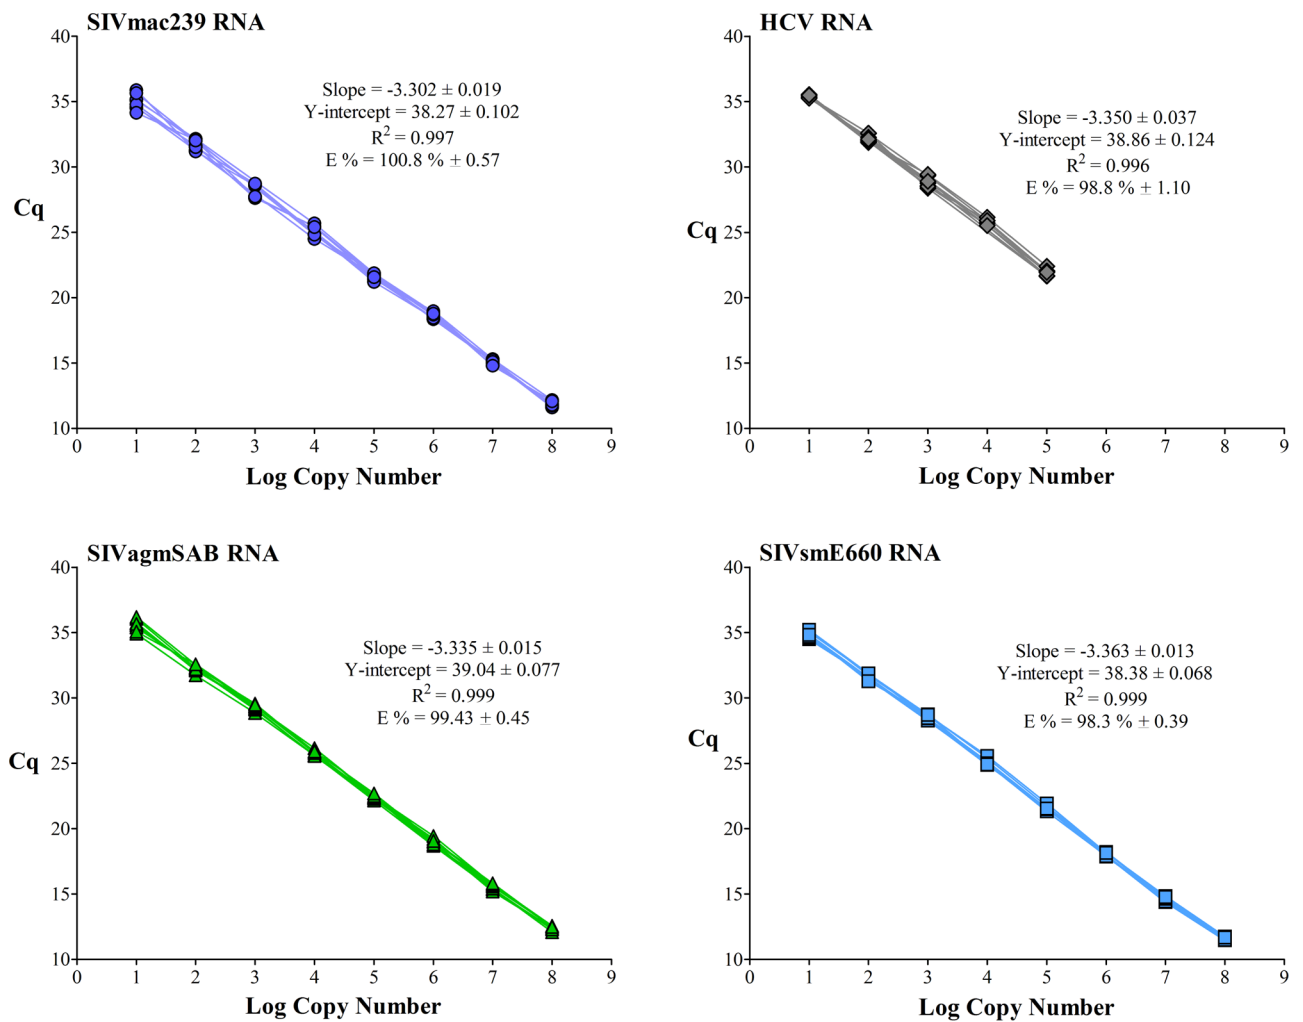 SIVmac239 RNA
40
35
30
25
20
15
10
Cq
Slope = -3.302 ± 0.019
Y-intercept = 38.27 ± 0.102
R2 = 0.997
E % = 100.8 % ± 0.57
0 1 2 3 4 5 6 7 8 9
Log Copy Number
HCV RNA
40
35
30
25
20
15
10
Cq
Slope = -3.350 ± 0.037
Y-intercept = 38.86 ± 0.124
R2 = 0.996
E % = 98.8 % ± 1.10
0 1 2 3 4 5 6 7 8 9
Log Copy Number
SIVagmSAB RNA
40
35
30
25
20
15
10
Cq
Slope = -3.335 ± 0.015
Y-intercept = 39.04 ± 0.077
R2 = 0.999
E % = 99.43 ± 0.45
0 1 2 3 4 5 6 7 8 9
Log Copy Number
SIVsmE660 RNA
40
35
30
25
20
15
10
Cq
Slope = -3.363 ± 0.013
Y-intercept = 38.38 ± 0.068
R2 = 0.999
E % = 98.3 % ± 0.39
0 1 2 3 4 5 6 7 8 9
Log Copy Number